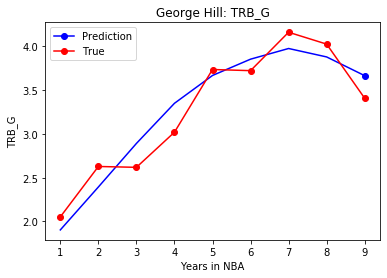 George Hill: TRB_G
Prediction
True
TRB_G
4.0
3.5
3.0
2.5
2.0
1 2 3 4 5 6 7 8 9
Years in NBA